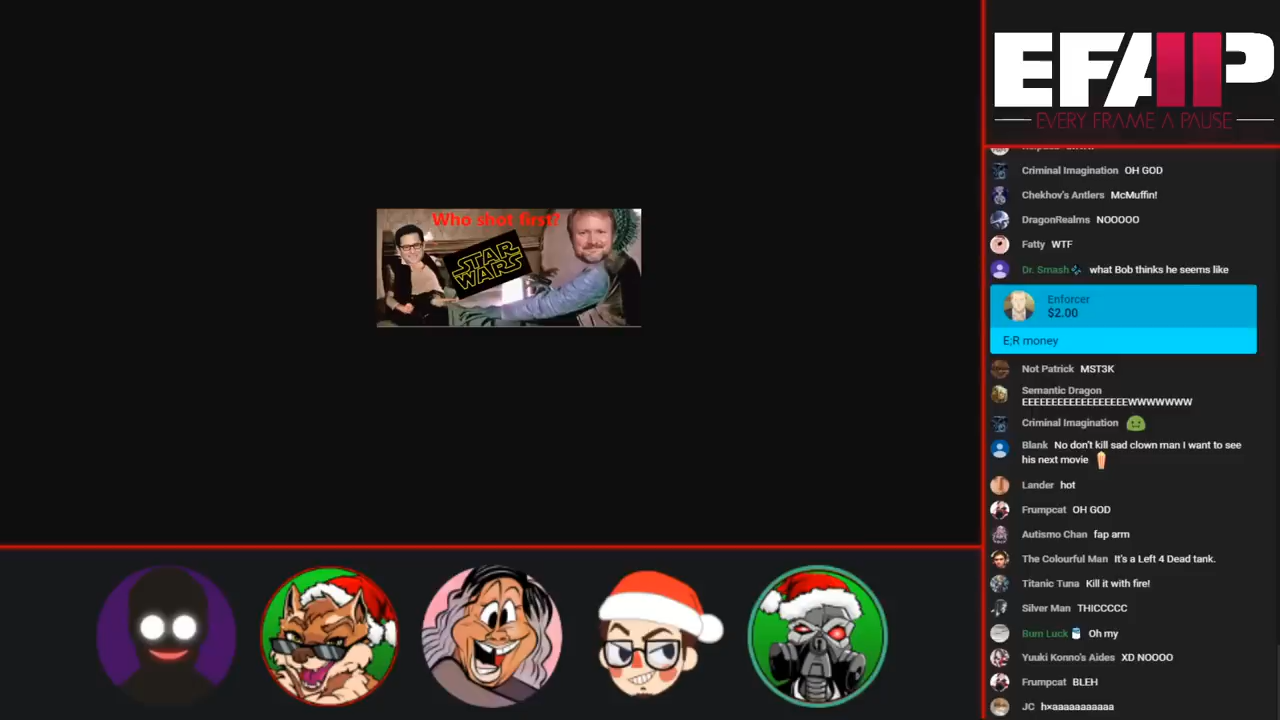 Who shot first?
STAR
WARS
EFAP
EVERY FRAME A PAUSE
Criminal Imagination OH GOD
Chekhov's Antlers McMuffin!
DragonRealms NOOOOO
Fatty WTF
Dr. Smash what Bob thinks he seems like
Enforcer
$2.00
E;R money
Not Patrick MST3K
Semantic Dragon
EEEEEEEEEEEEEEEEEEWWWWWWW
Criminal Imagination
Blank No don't kill sad clown man I want to see
his next movie
Lander hot
Frumpcat OH GOD
Autismo Chan fap arm
The Colourful Man It's a Left 4 Dead tank.
Titanic Tuna Kill it with fire!
Silver Man THICCCCC
Bum Luck Oh my
Yuuki Konno's Aides XD NOOOO
Frumpcat BLEH
JC hxaaaaaaaaaaa